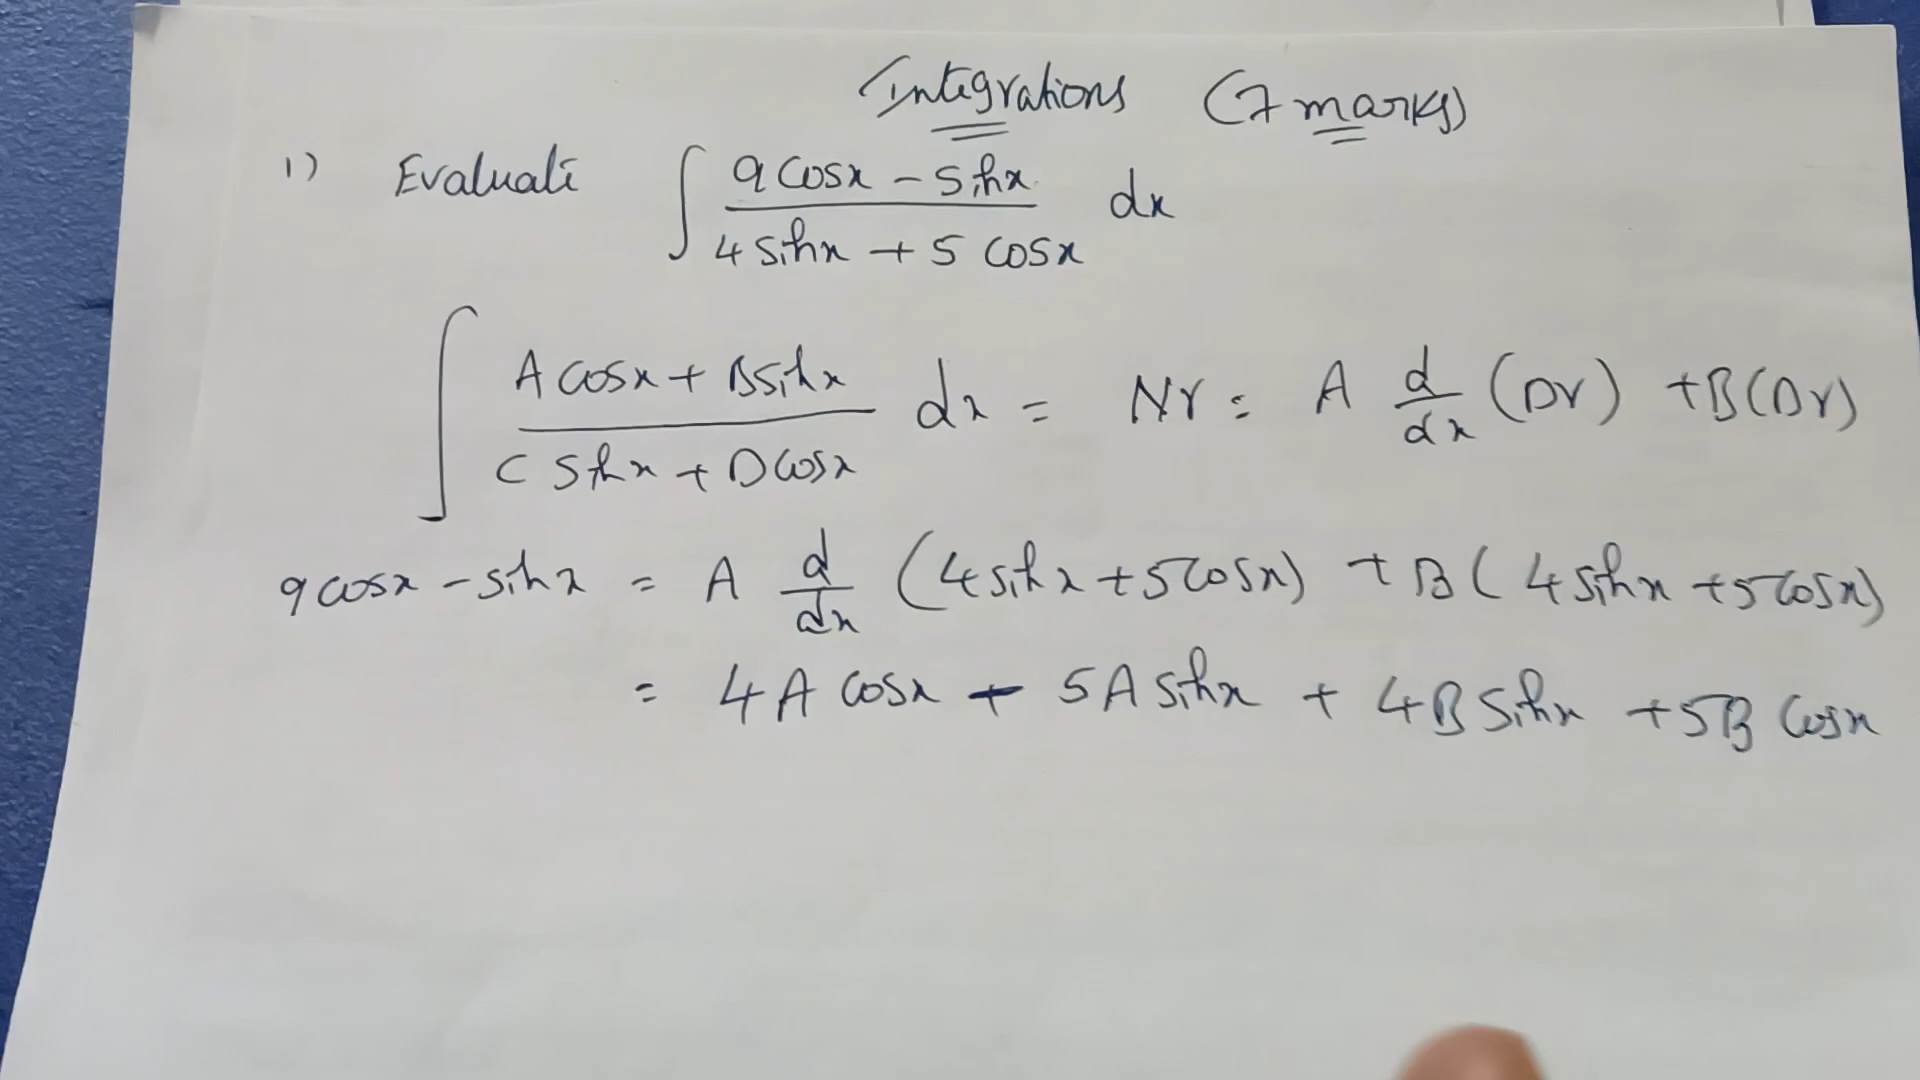 Integrations (7 marks)
1) Evaluate ∫ (9 cosx - sinx)/(4 sinx + 5 cosx) dx
∫ (A cosx + B sinx)/(C sinx + D cosx) dx = Nr = A d/dx (Dr) + B(Dr)
9 cosx - sinx = A d/dx (4 sinx + 5 cosx) + B (4 sinx + 5 cosx)
= 4A cosx - 5A sinx + 4B sinx + 5B cosx